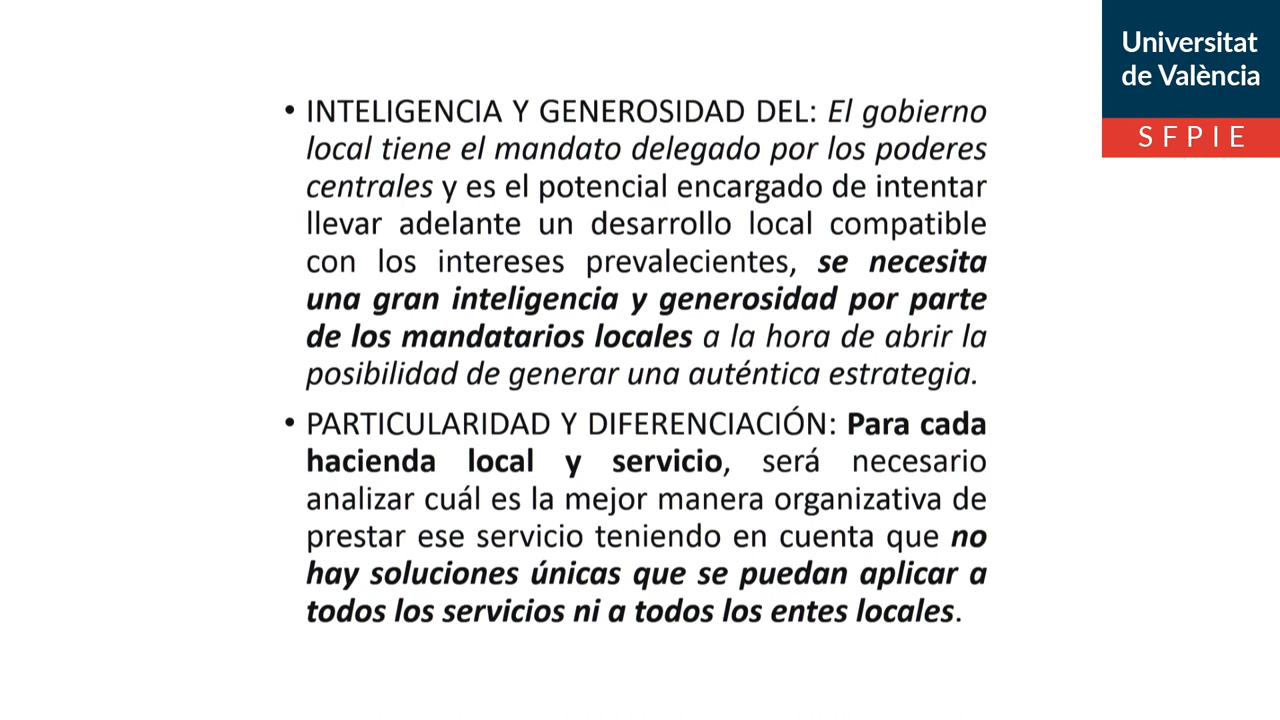 Universitat
de València
SFPIE
• INTELIGENCIA Y GENEROSIDAD DEL: El gobierno
local tiene el mandato delegado por los poderes
centrales y es el potencial encargado de intentar
llevar adelante un desarrollo local compatible
con los intereses prevalecientes, se necesita
una gran inteligencia y generosidad por parte
de los mandatarios locales a la hora de abrir la
posibilidad de generar una auténtica estrategia.
• PARTICULARIDAD Y DIFERENCIACIÓN: Para cada
hacienda local y servicio, será necesario
analizar cuál es la mejor manera organizativa de
prestar ese servicio teniendo en cuenta que no
hay soluciones únicas que se puedan aplicar a
todos los servicios ni a todos los entes locales.